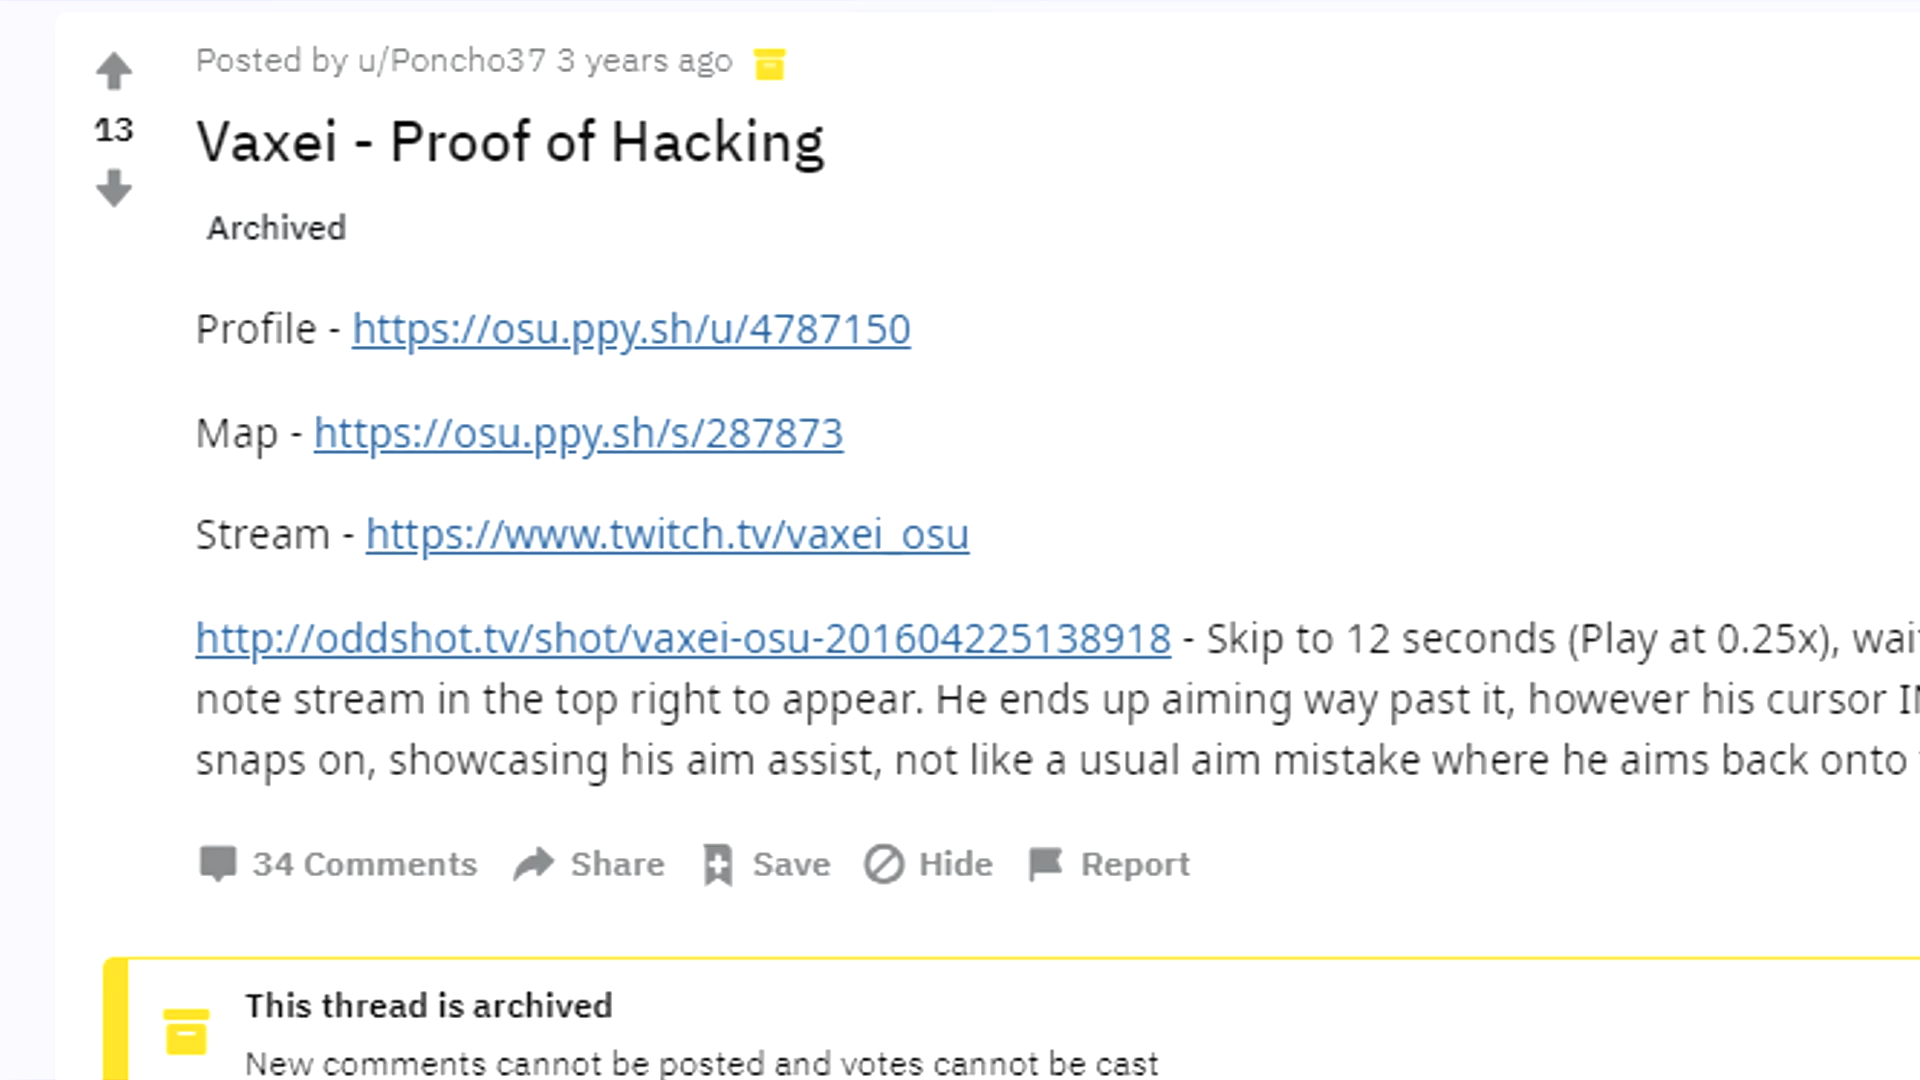 Posted by u/Poncho37 3 years ago
13
Vaxei - Proof of Hacking
Archived
Profile - https://osu.ppy.sh/u/4787150
Map - https://osu.ppy.sh/s/287873
Stream - https://www.twitch.tv/vaxei_osu
http://oddshot.tv/shot/vaxei-osu-201604225138918 - Skip to 12 seconds (Play at 0.25x),
note stream in the top right to appear. He ends up aiming way past it, however his cursor
snaps on, showcasing his aim assist, not like a usual aim mistake where he aims back onto
34 Comments Share Save Hide Report
This thread is archived
New comments cannot be posted and votes cannot be cast